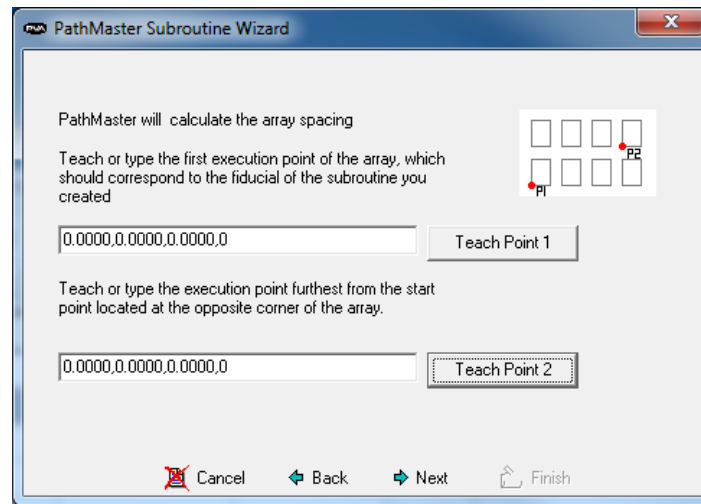 PVA PathMaster Subroutine Wizard
X
PathMaster will calculate the array spacing
Teach or type the first execution point of the array, which
should correspond to the fiducial of the subroutine you
created
P2
P1
0.0000,0.0000,0.0000,0
Teach Point 1
Teach or type the execution point furthest from the start
point located at the opposite corner of the array.
0.0000,0.0000,0.0000,0
Teach Point 2
Cancel
Back
Next
Finish